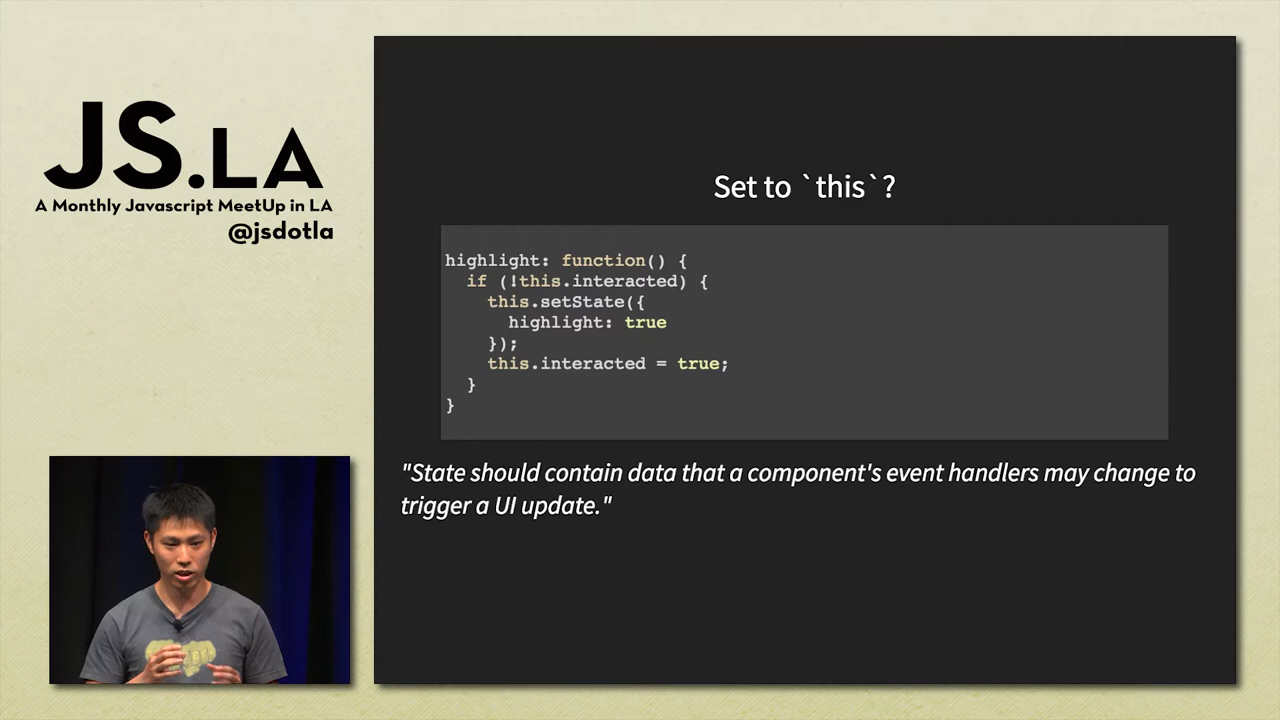 JS.LA
A Monthly Javascript MeetUp in LA
@jsdotla
Set to `this`?
highlight: function() {
  if (!this.interacted) {
    this.setState({
      highlight: true
    });
    this.interacted = true;
  }
}
"State should contain data that a component's event handlers may change to
trigger a UI update."